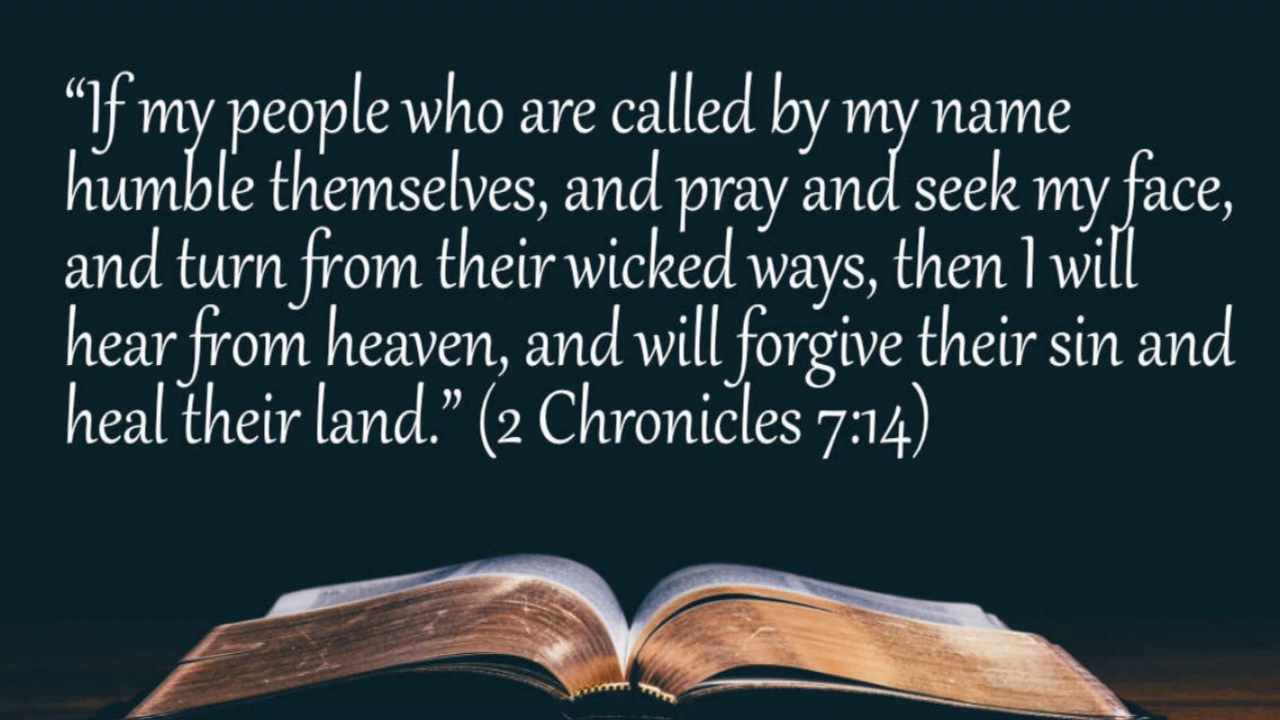 “If my people who are called by my name
humble themselves, and pray and seek my face,
and turn from their wicked ways, then I will
hear from heaven, and will forgive their sin and
heal their land.” (2 Chronicles 7:14)